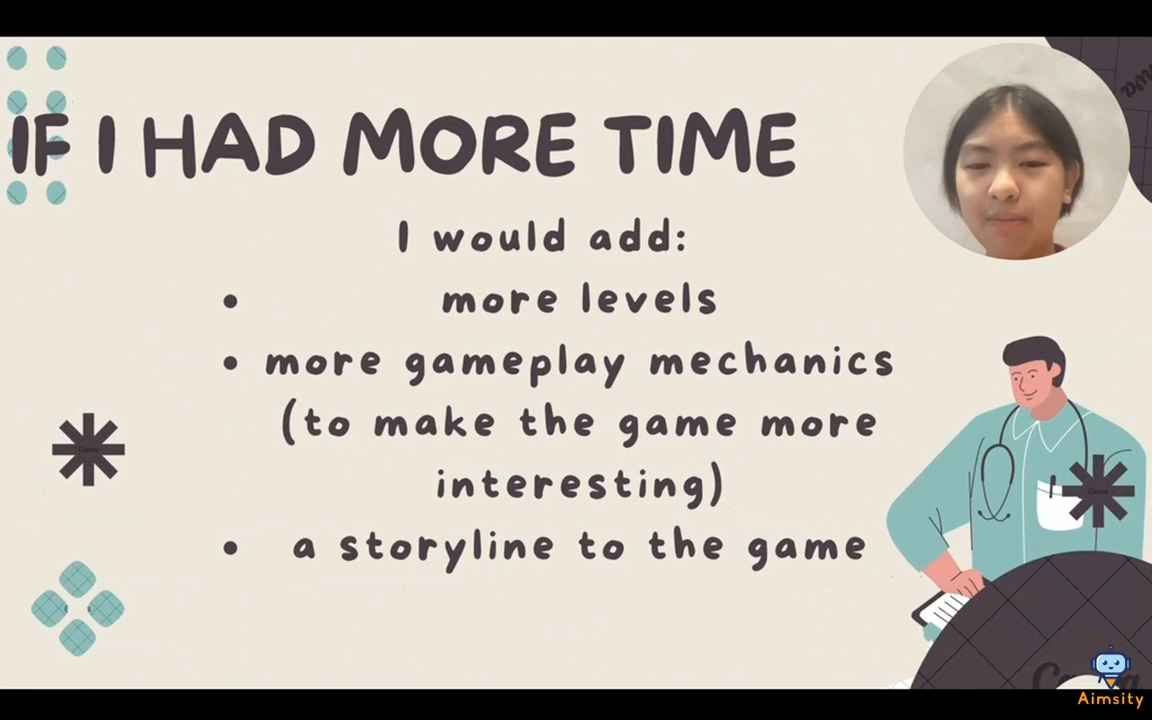 IF I HAD MORE TIME
I would add:
• more levels
• more gameplay mechanics
(to make the game more
interesting)
• a storyline to the game
Aimsity